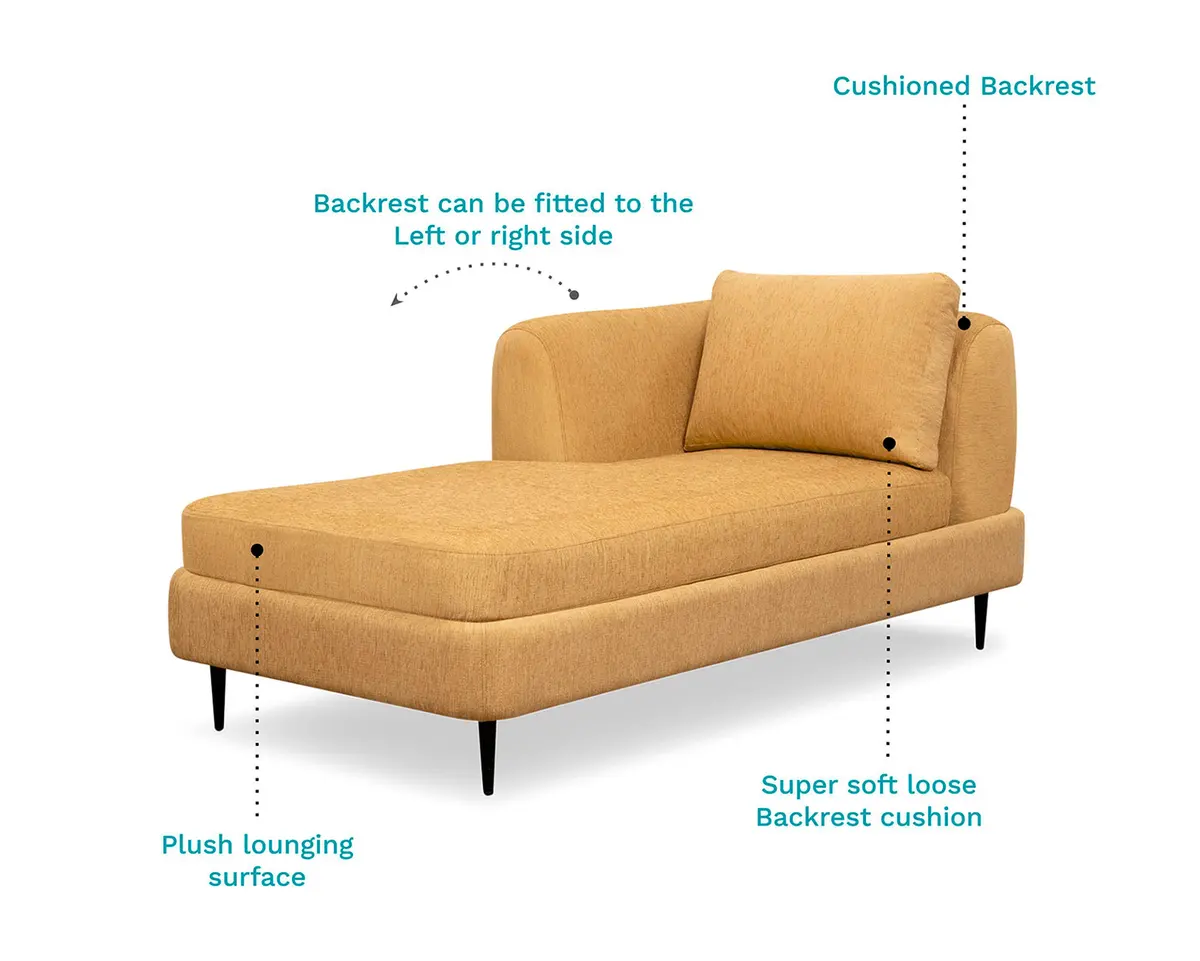 Cushioned Backrest
Backrest can be fitted to the
Left or right side
Super soft loose
Backrest cushion
Plush lounging
surface